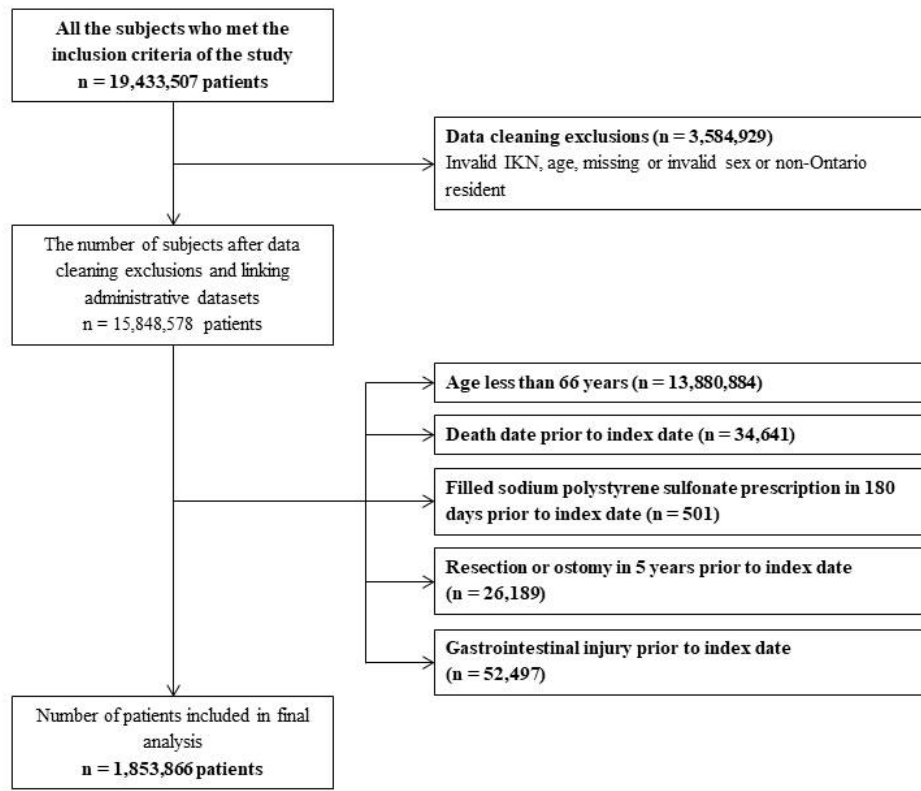 All the subjects who met the
inclusion criteria of the study
n = 19,433,507 patients
Data cleaning exclusions (n = 3,584,929)
Invalid IKN, age, missing or invalid sex or non-Ontario
resident
The number of subjects after data
cleaning exclusions and linking
administrative datasets
n = 15,848,578 patients
Age less than 66 years (n = 13,880,884)
Death date prior to index date (n = 34,641)
Filled sodium polystyrene sulfonate prescription in 180
days prior to index date (n = 501)
Resection or ostomy in 5 years prior to index date
(n = 26,189)
Gastrointestinal injury prior to index date
(n = 52,497)
Number of patients included in final
analysis
n = 1,853,866 patients